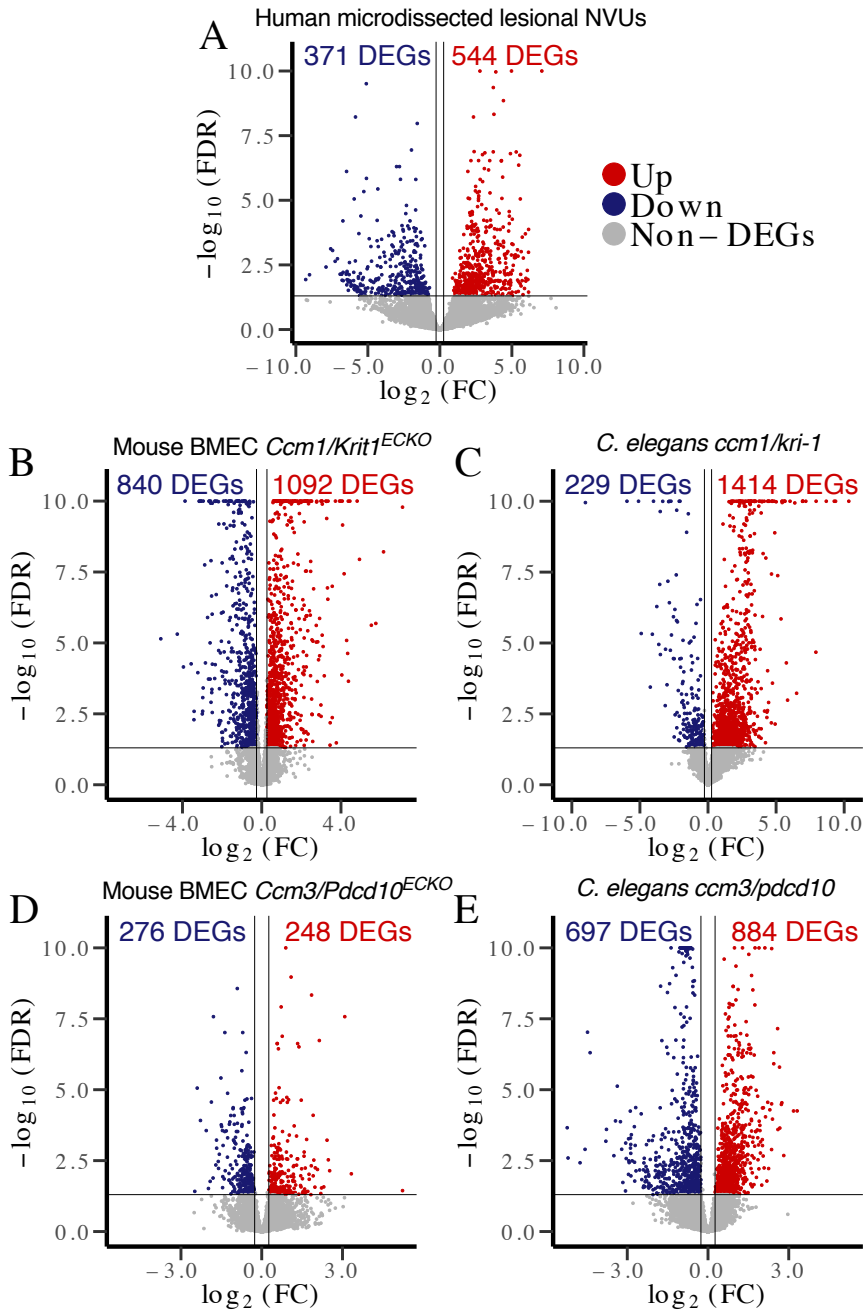 A
Human microdissected lesional NVUs
371 DEGs
544 DEGs
10.0
7.5
5.0
2.5
0.0
−log10 (FDR)
−10.0
−5.0
0.0
5.0
10.0
log2 (FC)
Up
Down
Non−DEGs
B
Mouse BMEC Ccm1/Krit1ECKO
840 DEGs
1092 DEGs
10.0
7.5
5.0
2.5
0.0
−log10 (FDR)
−4.0
0.0
4.0
log2 (FC)
C
C. elegans ccm1/kri-1
229 DEGs
1414 DEGs
10.0
7.5
5.0
2.5
0.0
−log10 (FDR)
−10.0
−5.0
0.0
5.0
10.0
log2 (FC)
D
Mouse BMEC Ccm3/Pdcd10ECKO
276 DEGs
248 DEGs
10.0
7.5
5.0
2.5
0.0
−log10 (FDR)
−3.0
0.0
3.0
log2 (FC)
E
C. elegans ccm3/pdcd10
697 DEGs
884 DEGs
10.0
7.5
5.0
2.5
0.0
−log10 (FDR)
−3.0
0.0
3.0
log2 (FC)